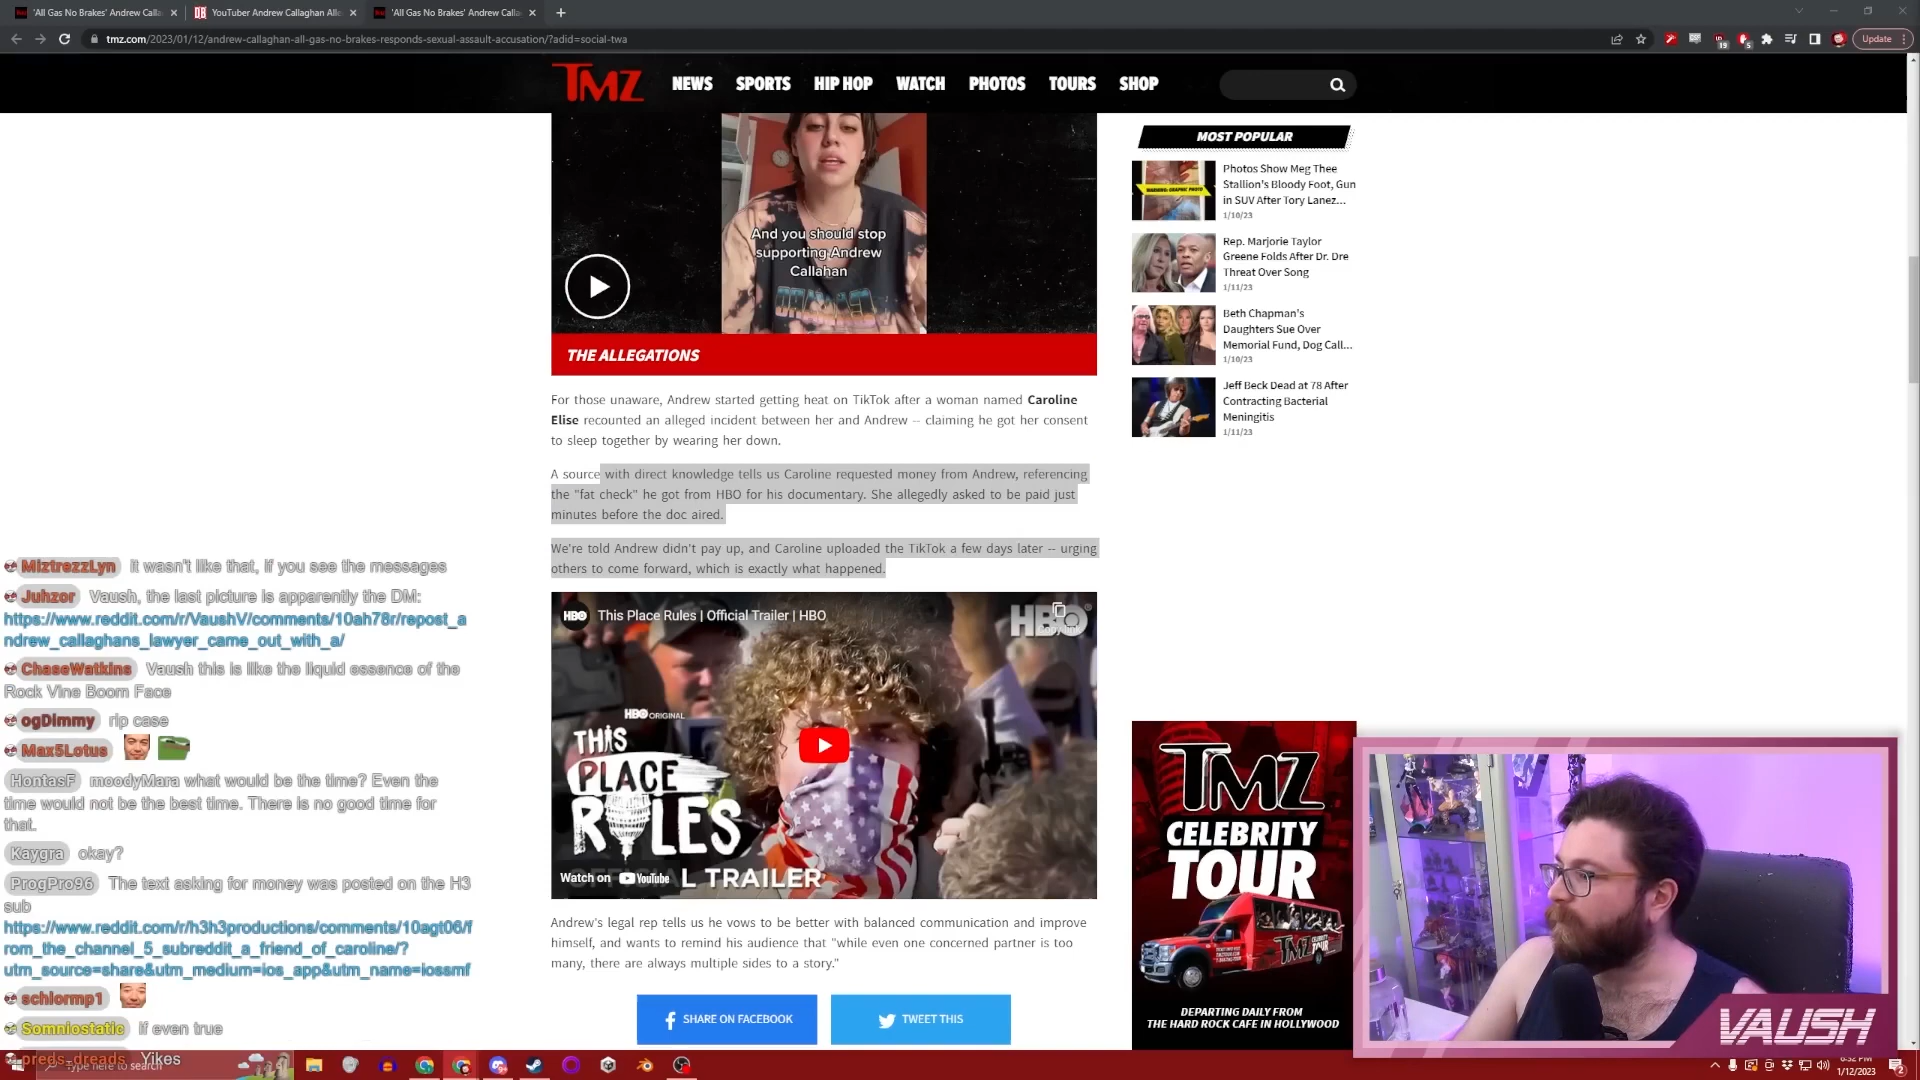 'All Gas No Brakes' Andrew Calla
YouTuber Andrew Callaghan Alle
'All Gas No Brakes' Andrew Calla
tmz.com/2023/01/12/andrew-callaghan-all-gas-no-brakes-responds-sexual-assault-accusation/?adid=social-twa
Update
TMZ NEWS SPORTS HIP HOP WATCH PHOTOS TOURS SHOP
And you should stop
supporting Andrew
Callahan
THE ALLEGATIONS
For those unaware, Andrew started getting heat on TikTok after a woman named Caroline
Elise recounted an alleged incident between her and Andrew -- claiming he got her consent
to sleep together by wearing her down.
A source with direct knowledge tells us Caroline requested money from Andrew, referencing
the "fat check" he got from HBO for his documentary. She allegedly asked to be paid just
minutes before the doc aired.
We're told Andrew didn't pay up, and Caroline uploaded the TikTok a few days later -- urging
others to come forward, which is exactly what happened.
HBO This Place Rules | Official Trailer | HBO
HBO
HBO ORIGINAL
THIS
PLACE
RULES
Watch on YouTube
L TRAILER
Andrew's legal rep tells us he vows to be better with balanced communication and improve
himself, and wants to remind his audience that "while even one concerned partner is too
many, there are always multiple sides to a story."
SHARE ON FACEBOOK
TWEET THIS
MOST POPULAR
Photos Show Meg Thee
Stallion's Bloody Foot, Gun
in SUV After Tory Lanez...
1/10/23
Rep. Marjorie Taylor
Greene Folds After Dr. Dre
Threat Over Song
1/11/23
Beth Chapman's
Daughters Sue Over
Memorial Fund, Dog Call...
1/10/23
Jeff Beck Dead at 78 After
Contracting Bacterial
Meningitis
1/11/23
TMZ
CELEBRITY
TOUR
DEPARTING DAILY FROM
THE HARD ROCK CAFE IN HOLLYWOOD
MiztrezzLyn It wasn't like that, if you see the messages
Juhzor Vaush, the last picture is apparently the DM:
https://www.reddit.com/r/VaushV/comments/10ah78r/repost_a
ndrew_callaghans_lawyer_came_out_with_a/
ChaseWatkins Vaush this is like the liquid essence of the
Rock Vine Boom Face
ogDimmy rip case
Max5Lotus
HontasF moodyMara what would be the time? Even the
time would not be the best time. There is no good time for
that.
Kaygra okay?
ProgPro96 The text asking for money was posted on the H3
sub
https://www.reddit.com/r/h3h3productions/comments/10agt06/f
rom_the_channel_5_subreddit_a_friend_of_caroline/?
utm_source=share&utm_medium=ios_app&utm_name=iossmf
schlormp1
Somniostatic If even true
preds_dreads Yikes
Type here to search
VAUSH
6:32 PM
1/12/2023